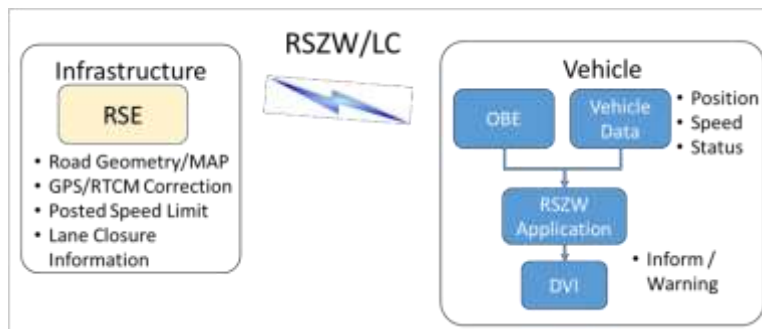 RSZW/LC
Infrastructure
RSE
• Road Geometry/MAP
• GPS/RTCM Correction
• Posted Speed Limit
• Lane Closure
Information
Vehicle
OBE
Vehicle
Data
• Position
• Speed
• Status
RSZW
Application
DVI
• Inform /
Warning